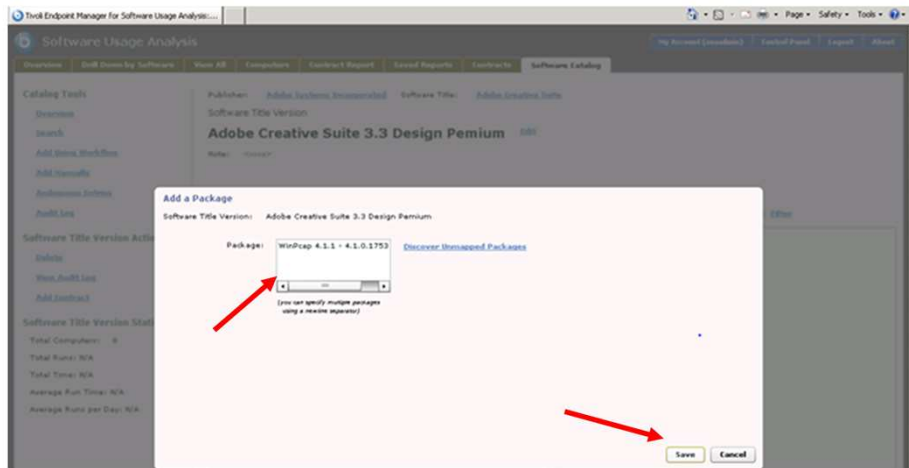 Tivoli Endpoint Manager for Software Usage Analysis:...
Page
Safety
Tools
Software Usage Analysis
My Account (
Control Panel
Logout
About
Overview
Drill Down by Software
View All
Computers
Contract Report
Saved Reports
Contracts
Software Catalog
Catalog Tools
Overview
Search
Add Using Workflow
Add Manually
Audit Log
Publisher: Adobe Systems Incorporated Software Title: Adobe Creative Suite
Software Title Version
Adobe Creative Suite 3.3 Design Pemium Edit
Note: <none>
Add a Package
Software Title Version: Adobe Creative Suite 3.3 Design Pemium
Package:
WinPcap 4.1.1 - 4.1.0.1753
Discover Unmapped Packages
(you can specify multiple packages
using a newline separator)
Software Title Version Actio
Delete
View Audit Log
Add Contract
Software Title Version Stati
Total Computers: 0
Total Runs: N/A
Total Time: N/A
Average Run Time: N/A
Average Runs per Day: N/A
Save
Cancel